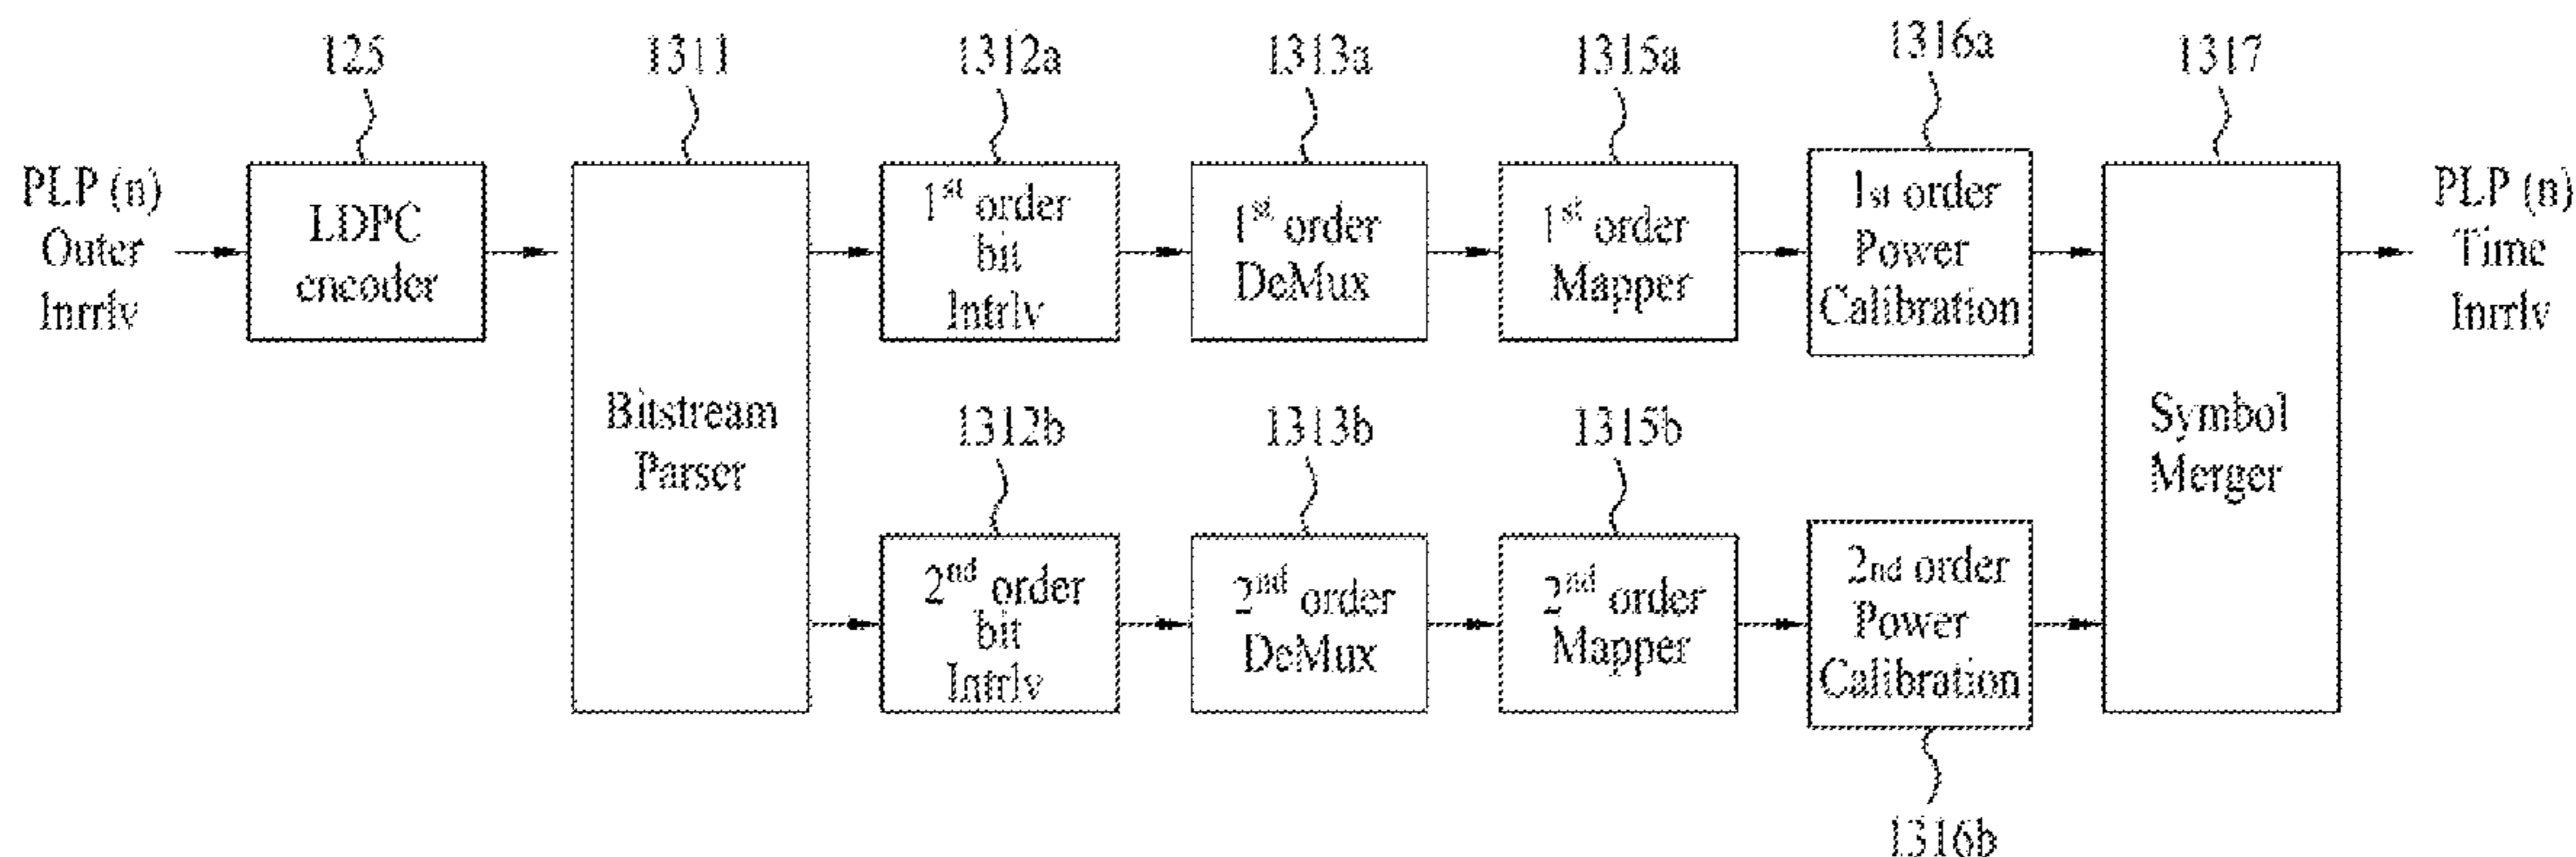 125
1311
1312a
1313a
1315a
1316a
1317
PLP (n)
Outer
Inrrlv
LDPC
encoder
Bitstream
Parser
1st order
bit
Intrlv
1st order
DeMux
1st order
Mapper
1st order
Power
Calibration
Symbol
Merger
PLP (n)
Time
Inrrlv
1312b
1313b
1315b
2nd order
bit
Intrlv
2nd order
DeMux
2nd order
Mapper
2nd order
Power
Calibration
1316b